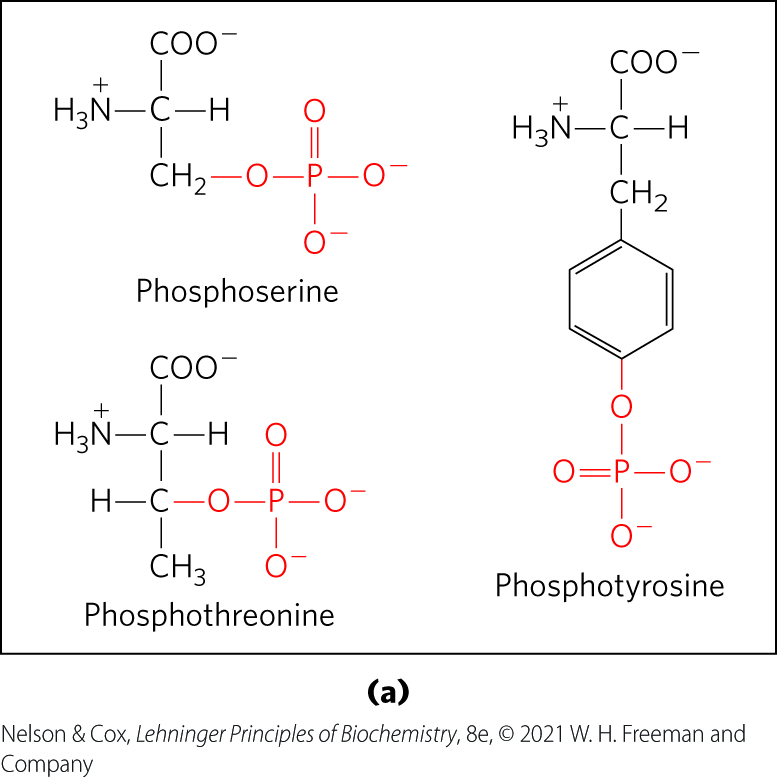 COO⁻
H₃N⁺—C—H
O
CH₂—O—P—O⁻
O⁻
Phosphoserine
COO⁻
H₃N⁺—C—H
O
H—C—O—P—O⁻
CH₃
O⁻
Phosphothreonine
COO⁻
H₃N⁺—C—H
CH₂
O
O=P—O⁻
O⁻
Phosphotyrosine
(a)
Nelson & Cox, Lehninger Principles of Biochemistry, 8e, © 2021 W. H. Freeman and
Company